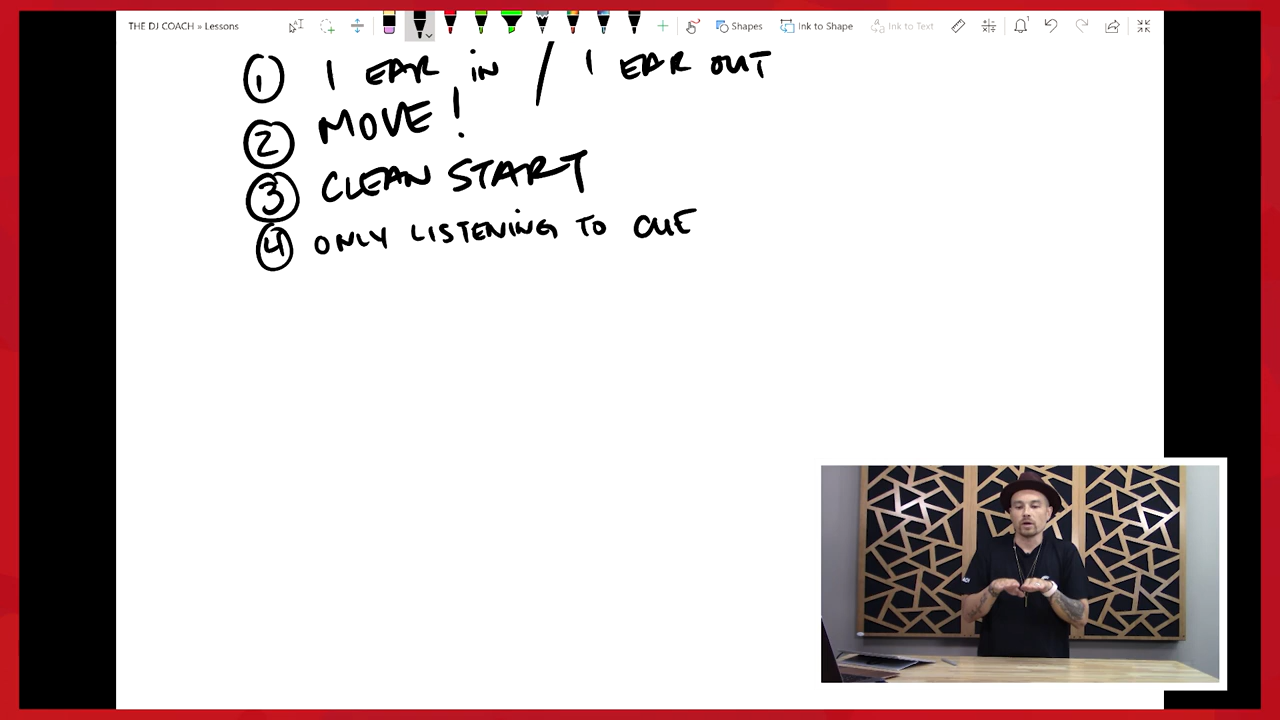 THE DJ COACH » Lessons
Shapes
Ink to Shape
Ink to Text
1 1 EAR IN / 1 EAR OUT
2 MOVE!
3 CLEAN START
4 ONLY LISTENING TO CUE